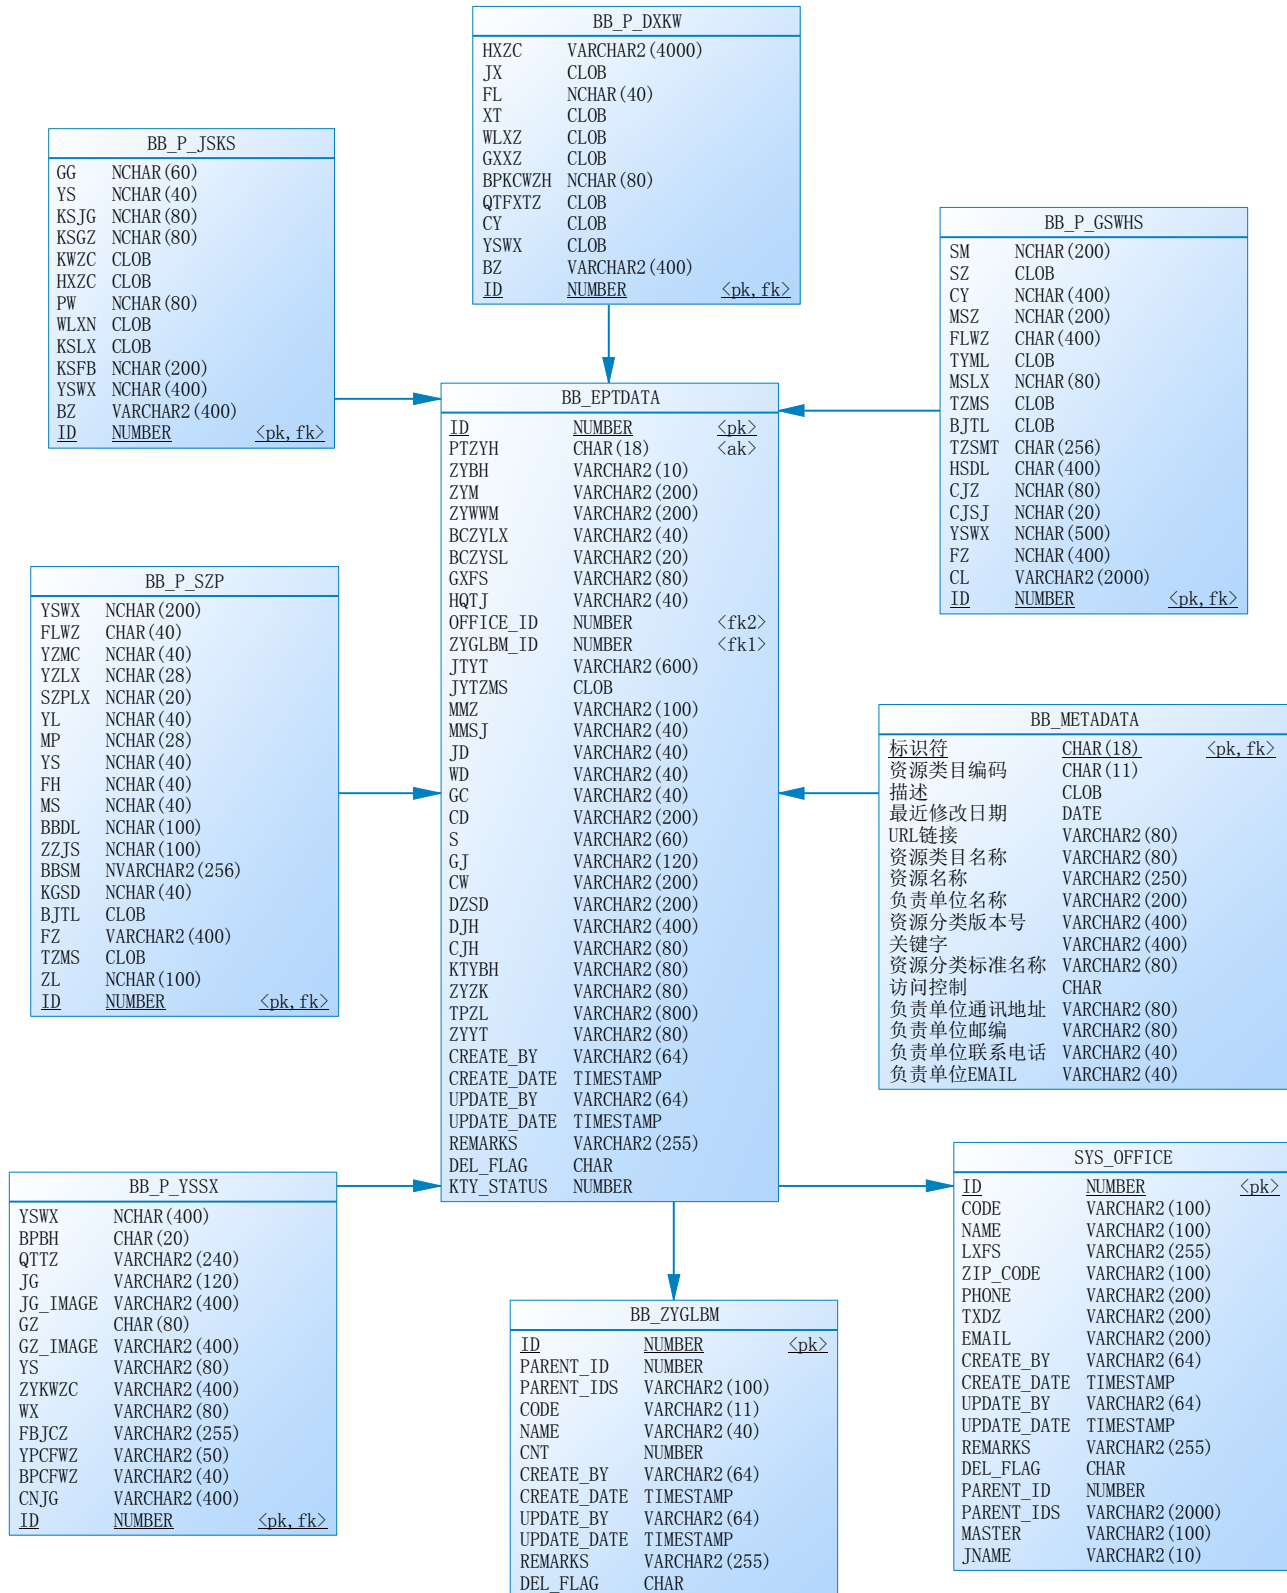 BB_P_DXKW
HXZC VARCHAR2(4000)
JX CLOB
FL NCHAR(40)
XT CLOB
WLXZ CLOB
GXXZ CLOB
BPKCWZH NCHAR(80)
QTFXTZ CLOB
CY CLOB
YSWX CLOB
BZ VARCHAR2(400)
ID NUMBER <pk,fk>
BB_P_JSKS
GG NCHAR(60)
YS NCHAR(40)
KSJG NCHAR(80)
KSGZ NCHAR(80)
KWZC CLOB
HXZC CLOB
PW NCHAR(80)
WLXN CLOB
KSLX CLOB
KSFB NCHAR(200)
YSWX NCHAR(400)
BZ VARCHAR2(400)
ID NUMBER <pk,fk>
BB_P_GSWHS
SM NCHAR(200)
SZ CLOB
CY NCHAR(400)
MSZ NCHAR(200)
FLWZ CHAR(400)
TYML CLOB
MSLX NCHAR(80)
TZMS CLOB
BJTL CLOB
TZSMT CHAR(256)
HSDL CHAR(400)
CJZ NCHAR(80)
CJSJ NCHAR(20)
YSWX NCHAR(500)
FZ NCHAR(400)
CL VARCHAR2(2000)
ID NUMBER <pk,fk>
BB_EPTDATA
ID NUMBER <pk>
PTZYH CHAR(18) <ak>
ZYBH VARCHAR2(10)
ZYM VARCHAR2(200)
ZYWWM VARCHAR2(200)
BCZYLX VARCHAR2(40)
BCZYSL VARCHAR2(20)
GXFS VARCHAR2(80)
HQTJ VARCHAR2(40)
OFFICE_ID NUMBER <fk2>
ZYGLBM_ID NUMBER <fk1>
JTYT VARCHAR2(600)
JYTZMS CLOB
MMZ VARCHAR2(100)
MMSJ VARCHAR2(40)
JD VARCHAR2(40)
WD VARCHAR2(40)
GC VARCHAR2(40)
CD VARCHAR2(200)
S VARCHAR2(60)
GJ VARCHAR2(120)
CW VARCHAR2(200)
DZSD VARCHAR2(200)
DJH VARCHAR2(400)
CJH VARCHAR2(80)
KTYBH VARCHAR2(80)
ZYZK VARCHAR2(80)
TPZL VARCHAR2(800)
ZYYT VARCHAR2(80)
CREATE_BY VARCHAR2(64)
CREATE_DATE TIMESTAMP
UPDATE_BY VARCHAR2(64)
UPDATE_DATE TIMESTAMP
REMARKS VARCHAR2(255)
DEL_FLAG CHAR
KTY_STATUS NUMBER
BB_P_SZP
YSWX NCHAR(200)
FLWZ CHAR(40)
YZMC NCHAR(40)
YZLX NCHAR(28)
SZPLX NCHAR(20)
YL NCHAR(40)
MP NCHAR(28)
YS NCHAR(40)
FH NCHAR(40)
MS NCHAR(40)
BBDL NCHAR(100)
ZZJS NCHAR(100)
BBSM NVARCHAR2(256)
KGSD NCHAR(40)
BJTL CLOB
FZ VARCHAR2(400)
TZMS CLOB
ZL NCHAR(100)
ID NUMBER <pk,fk>
BB_METADATA
标识符 CHAR(18) <pk,fk>
资源类目编码 CHAR(11)
描述 CLOB
最近修改日期 DATE
URL链接 VARCHAR2(80)
资源类目名称 VARCHAR2(80)
资源名称 VARCHAR2(250)
负责单位名称 VARCHAR2(200)
资源分类版本号 VARCHAR2(400)
关键字 VARCHAR2(400)
资源分类标准名称 VARCHAR2(80)
访问控制 CHAR
负责单位通讯地址 VARCHAR2(80)
负责单位邮编 VARCHAR2(80)
负责单位联系电话 VARCHAR2(40)
负责单位EMAIL VARCHAR2(40)
BB_P_YSSX
YSWX NCHAR(400)
BPBH CHAR(20)
QTTZ VARCHAR2(240)
JG VARCHAR2(120)
JG_IMAGE VARCHAR2(400)
GZ CHAR(80)
GZ_IMAGE VARCHAR2(400)
YS VARCHAR2(80)
ZYKWZC VARCHAR2(400)
WX VARCHAR2(80)
FBJCZ VARCHAR2(255)
YPCFWZ VARCHAR2(50)
BPCFWZ VARCHAR2(40)
CNJG VARCHAR2(400)
ID NUMBER <pk,fk>
SYS_OFFICE
ID NUMBER <pk>
CODE VARCHAR2(100)
NAME VARCHAR2(100)
LXFS VARCHAR2(255)
ZIP_CODE VARCHAR2(100)
PHONE VARCHAR2(200)
TXDZ VARCHAR2(200)
EMAIL VARCHAR2(200)
CREATE_BY VARCHAR2(64)
CREATE_DATE TIMESTAMP
UPDATE_BY VARCHAR2(64)
UPDATE_DATE TIMESTAMP
REMARKS VARCHAR2(255)
DEL_FLAG CHAR
PARENT_ID NUMBER
PARENT_IDS VARCHAR2(2000)
MASTER VARCHAR2(100)
JNAME VARCHAR2(10)
BB_ZYGLBM
ID NUMBER <pk>
PARENT_ID NUMBER
PARENT_IDS VARCHAR2(100)
CODE VARCHAR2(11)
NAME VARCHAR2(40)
CNT NUMBER
CREATE_BY VARCHAR2(64)
CREATE_DATE TIMESTAMP
UPDATE_BY VARCHAR2(64)
UPDATE_DATE TIMESTAMP
REMARKS VARCHAR2(255)
DEL_FLAG CHAR